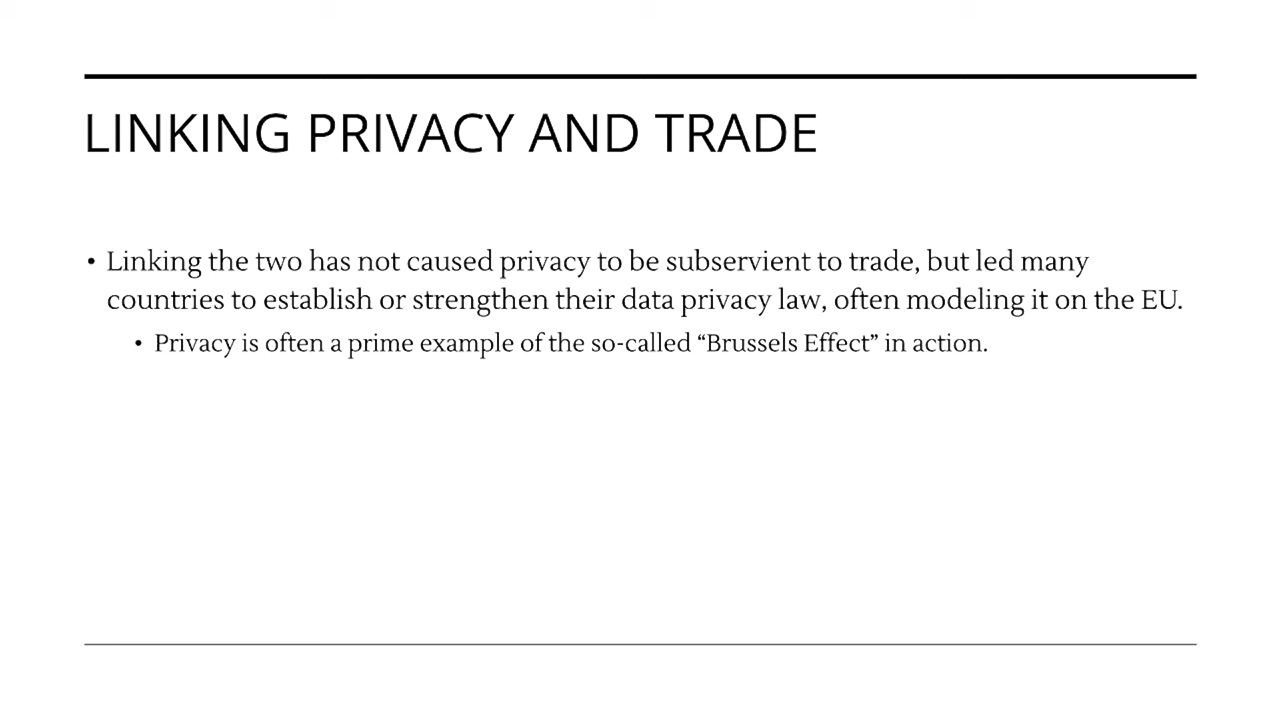 LINKING PRIVACY AND TRADE
• Linking the two has not caused privacy to be subservient to trade, but led many
countries to establish or strengthen their data privacy law, often modeling it on the EU.
• Privacy is often a prime example of the so-called “Brussels Effect” in action.